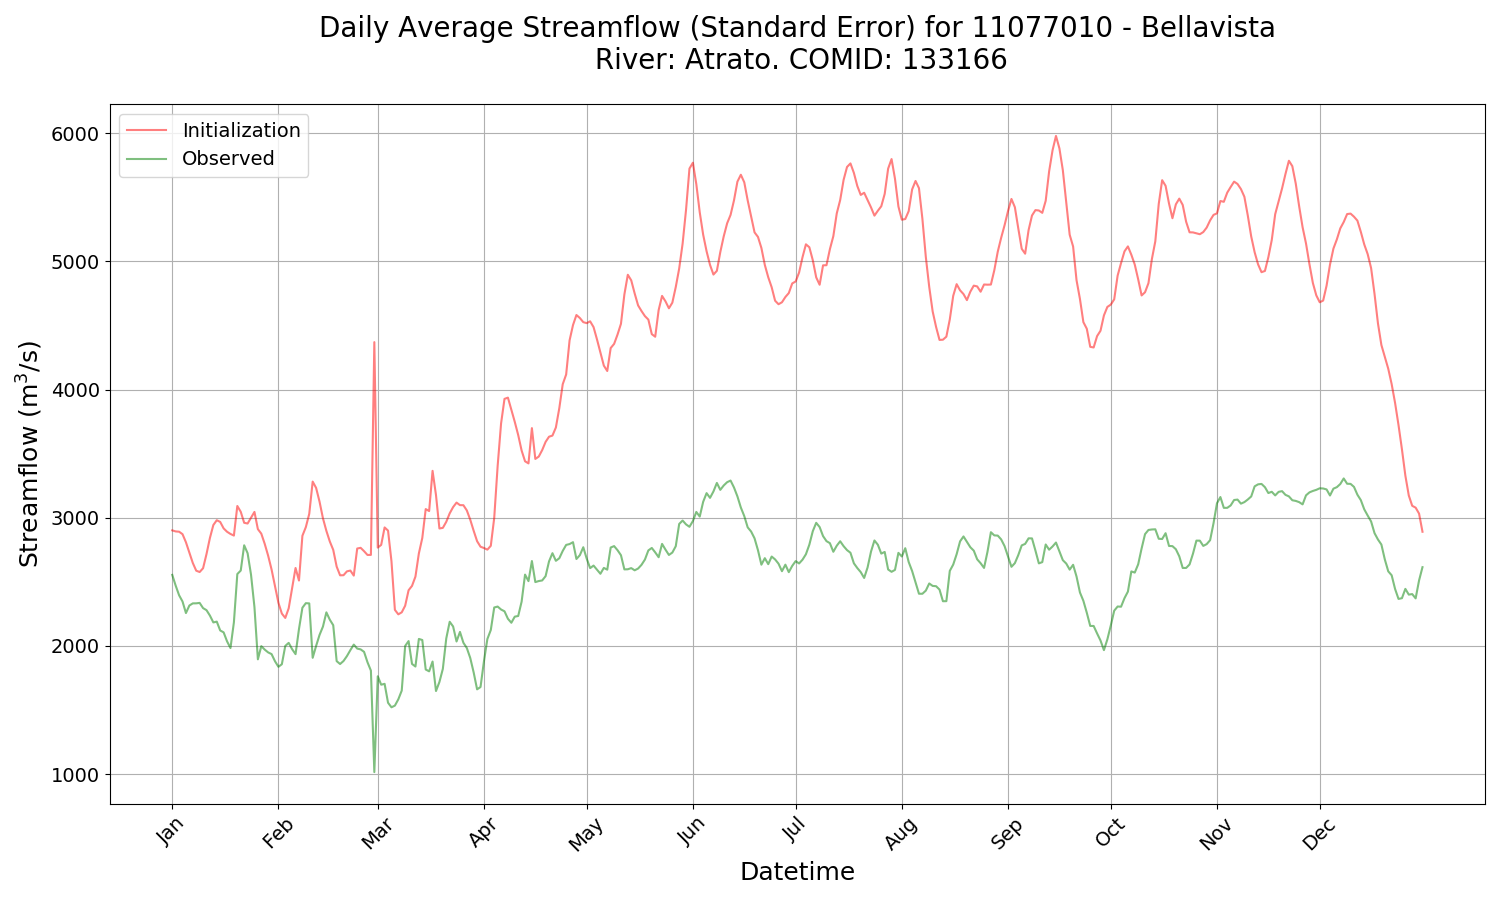 Daily Average Streamflow (Standard Error) for 11077010 - Bellavista
River: Atrato. COMID: 133166
Initialization
Observed
6000
5000
4000
3000
2000
1000
Streamflow (m³/s)
Jan
Feb
Mar
Apr
May
Jun
Jul
Aug
Sep
Oct
Nov
Dec
Datetime